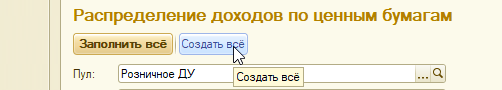 Распределение доходов по ценным бумагам
Заполнить всё Создать всё
Пул: Розничное ДУ ...
Создать всё